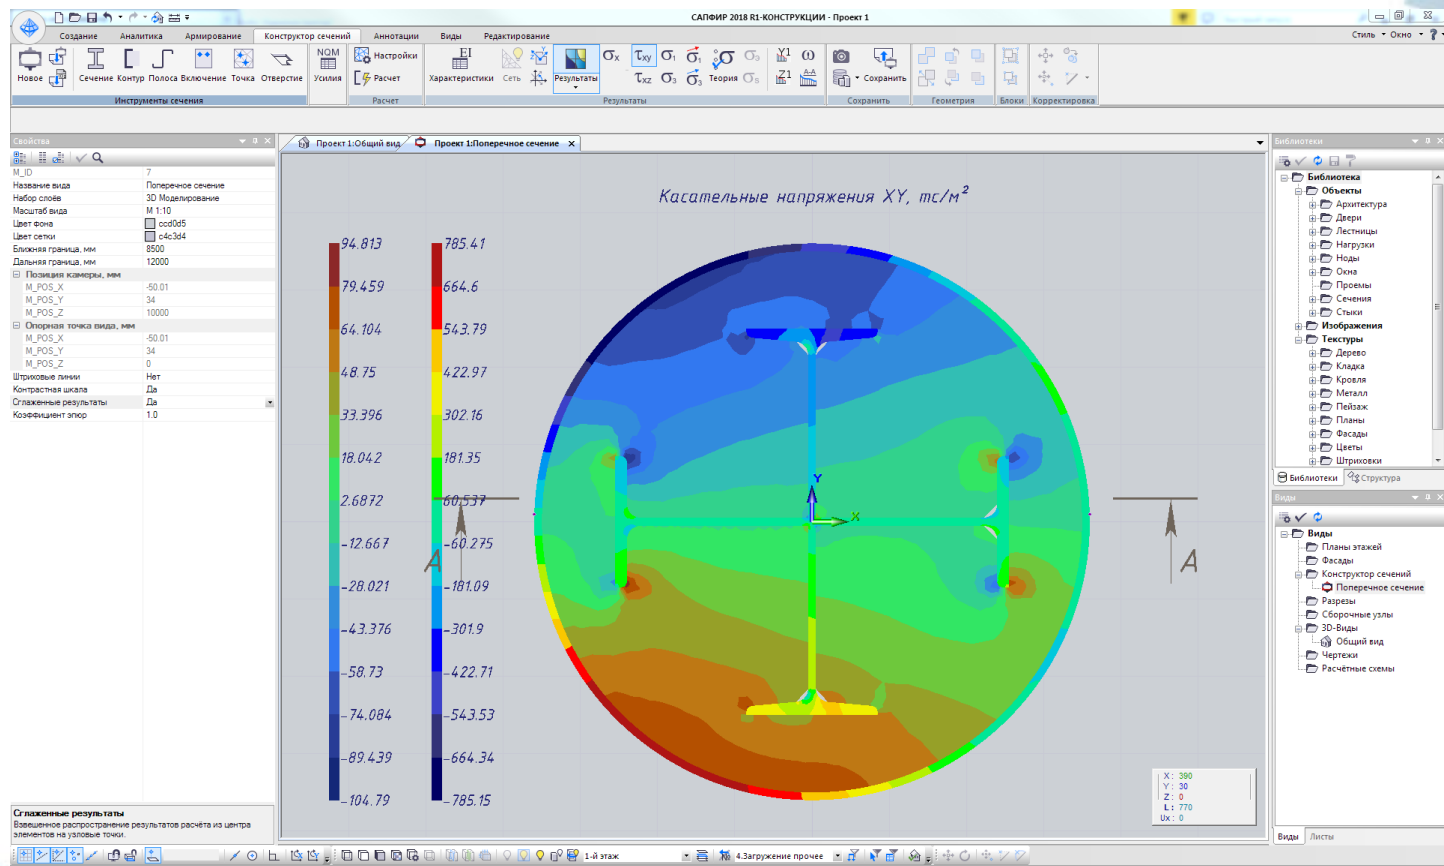 САПФИР 2018 R1-КОНСТРУКЦИИ - Проект 1
Создание Аналитика Армирование Конструктор сечений Аннотации Виды Редактирование
Стиль Окно ?
Новое Сечение Контур Полоса Включение Точка Отверстие
NQM
Усилия
Настройки
Расчет
EI
Характеристики Сеть Результаты
σx τxy σ1
τxz σ3 Теория
Y1 ω
Z1
Сохранить
Инструменты сечения Расчет Результаты Сохранить Геометрия Блоки Корректировка
Свойства
M_ID 7
Название вида Поперечное сечение
Набор слоёв 3D Моделирование
Масштаб вида М 1:10
Цвет фона ccd0d5
Цвет сетки c4c3d4
Ближняя граница, мм 8500
Дальняя граница, мм 12000
Позиция камеры, мм
M_POS_X -50.01
M_POS_Y 34
M_POS_Z 10000
Опорная точка вида, мм
M_POS_X -50.01
M_POS_Y 34
M_POS_Z 0
Штриховые линии Нет
Контрастная шкала Да
Сглаженные результаты Да
Коэффициент эпюр 1.0
Сглаженные результаты
Взвешенное распространение результатов расчёта из центра
элементов на узловые точки.
Проект 1:Общий вид Проект 1:Поперечное сечение
Касательные напряжения XY, тс/м²
94.813 785.41
79.459 664.6
64.104 543.79
48.75 422.97
33.396 302.16
18.042 181.35
2.6872 60.537
-12.667 -60.275
-28.021 -181.09
-43.376 -301.9
-58.73 -422.71
-74.084 -543.53
-89.439 -664.34
-104.79 -785.15
Y
X
А А
X : 390
Y : 30
Z : 0
L : 770
Ux : 0
Библиотеки
Библиотека
Объекты
Архитектура
Двери
Лестницы
Нагрузки
Ноды
Окна
Проемы
Сечения
Стыки
Изображения
Текстуры
Дерево
Кладка
Кровля
Металл
Пейзаж
Планы
Фасады
Цветы
Штриховки
Библиотеки Структура
Виды
Виды
Планы этажей
Фасады
Конструктор сечений
Поперечное сечение
Разрезы
Сборочные узлы
3D-Виды
Общий вид
Чертежи
Расчётные схемы
Виды Листы
1-й этаж 4.Загружение прочее